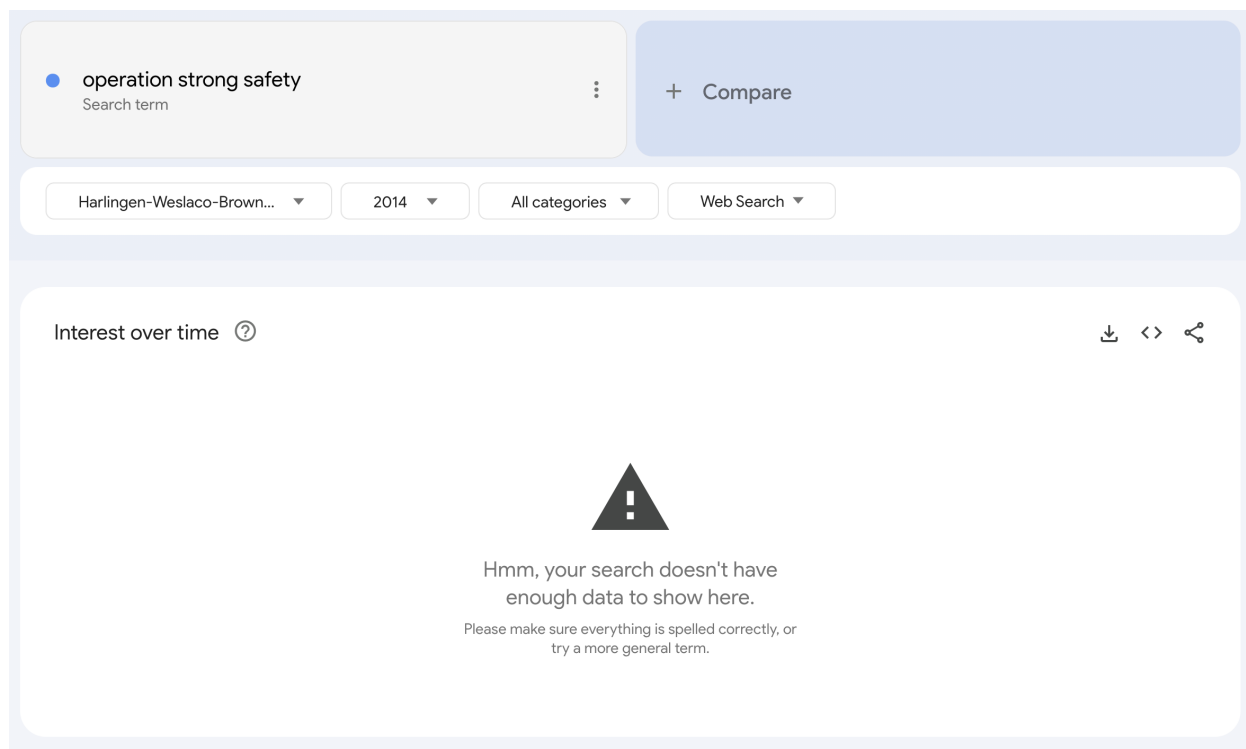 operation strong safety
Search term
+ Compare
Harlingen-Weslaco-Brown...
2014
All categories
Web Search
Interest over time
Hmm, your search doesn't have
enough data to show here.
Please make sure everything is spelled correctly, or
try a more general term.